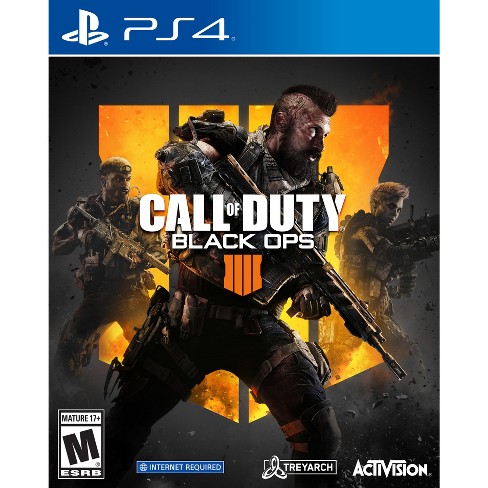 PS4
CALL OF DUTY
BLACK OPS
IIII
MATURE 17+
M
ESRB
INTERNET REQUIRED
TREYARCH
ACTIVISION